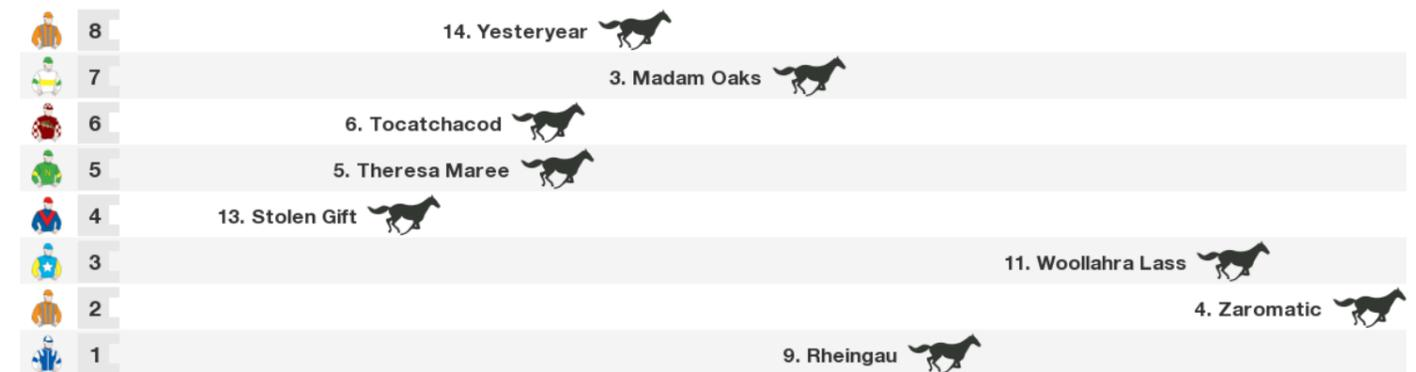 8 14. Yesteryear
7 3. Madam Oaks
6 6. Tocatchacod
5 5. Theresa Maree
N
4 13. Stolen Gift
3 11. Woollahra Lass
2 4. Zaromatic
1 9. Rheingau